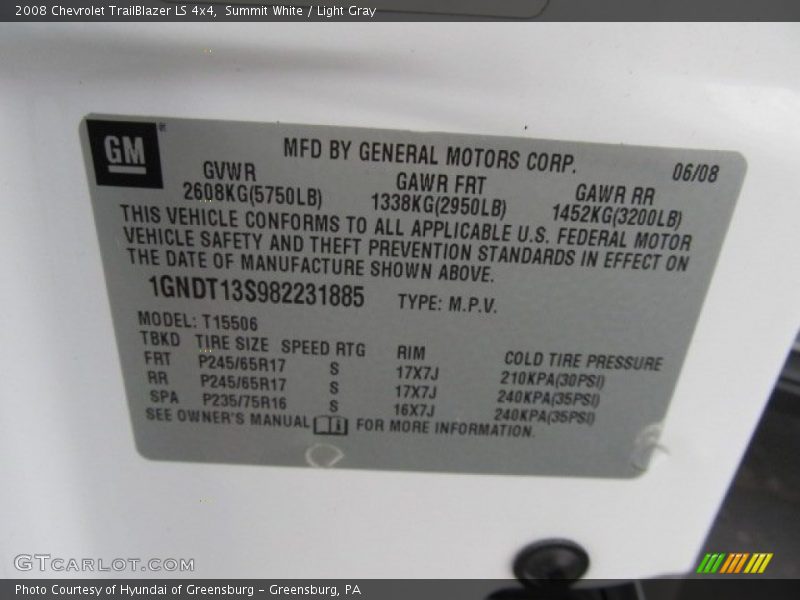 2008 Chevrolet TrailBlazer LS 4x4, Summit White / Light Gray
GM
MFD BY GENERAL MOTORS CORP. 06/08
GVWR GAWR FRT GAWR RR
2608KG(5750LB) 1338KG(2950LB) 1452KG(3200LB)
THIS VEHICLE CONFORMS TO ALL APPLICABLE U.S. FEDERAL MOTOR
VEHICLE SAFETY AND THEFT PREVENTION STANDARDS IN EFFECT ON
THE DATE OF MANUFACTURE SHOWN ABOVE.
1GNDT13S982231885 TYPE: M.P.V.
MODEL: T15506
TBKD TIRE SIZE SPEED RTG RIM COLD TIRE PRESSURE
FRT P245/65R17 S 17X7J 210KPA(30PSI)
RR P245/65R17 S 17X7J 240KPA(35PSI)
SPA P235/75R16 S 16X7J 240KPA(35PSI)
SEE OWNER'S MANUAL FOR MORE INFORMATION.
GTCarLot.com
Photo Courtesy of Hyundai of Greensburg - Greensburg, PA